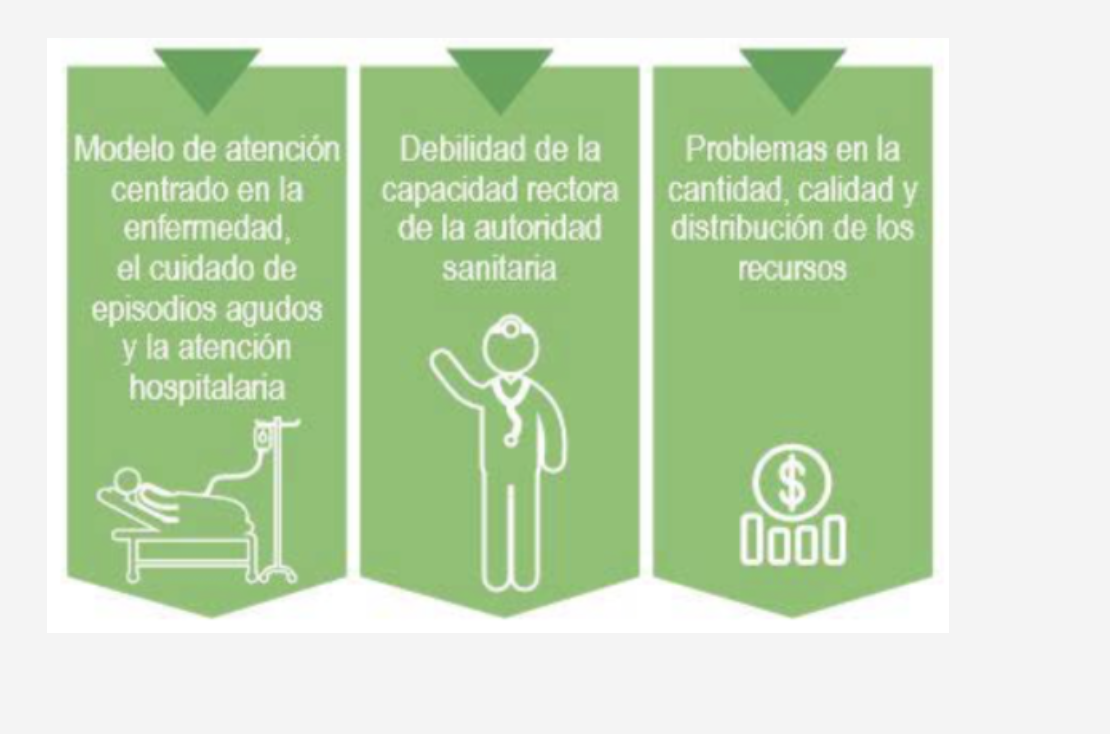 Modelo de atención
centrado en la
enfermedad,
el cuidado de
episodios agudos
y la atención
hospitalaria
Debilidad de la
capacidad rectora
de la autoridad
sanitaria
Problemas en la
cantidad, calidad y
distribución de los
recursos
$